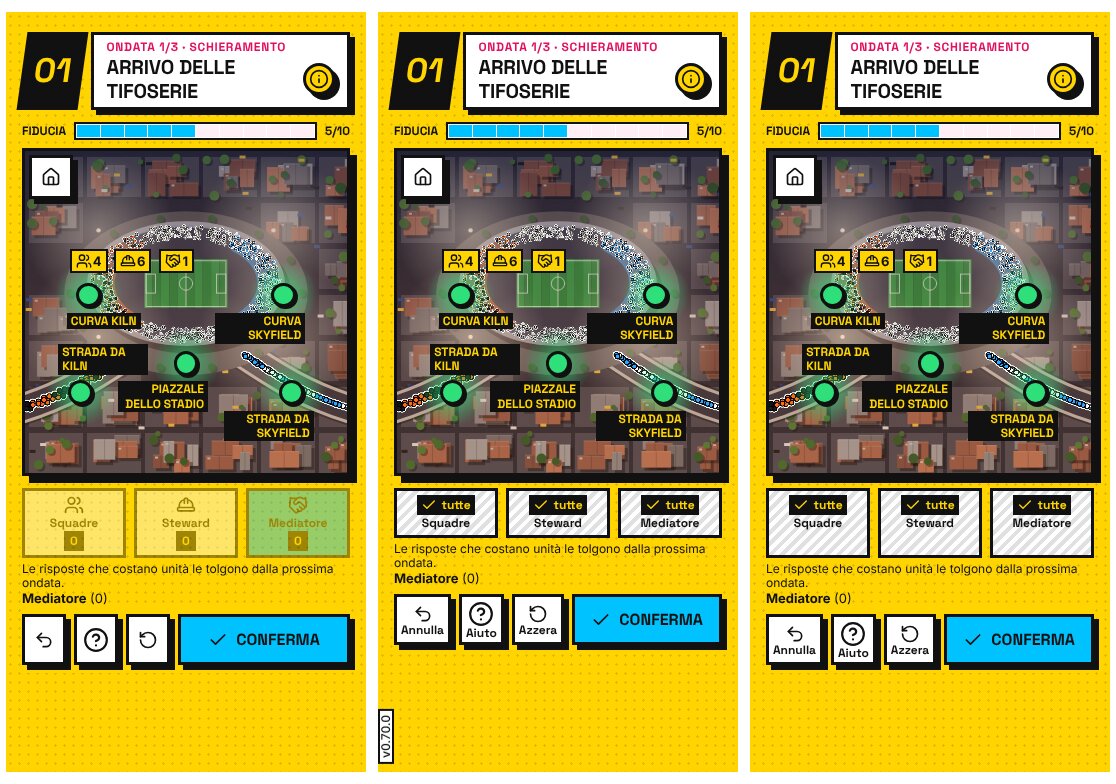 01
ONDATA 1/3 · SCHIERAMENTO
ARRIVO DELLE
TIFOSERIE
FIDUCIA
5/10
4
6
1
CURVA KILN
CURVA
SKYFIELD
STRADA DA
KILN
PIAZZALE
DELLO STADIO
STRADA DA
SKYFIELD
Squadre
0
Steward
0
Mediatore
0
Le risposte che costano unità le tolgono dalla prossima
ondata.
Mediatore (0)
CONFERMA
01
ONDATA 1/3 · SCHIERAMENTO
ARRIVO DELLE
TIFOSERIE
FIDUCIA
5/10
4
6
1
CURVA KILN
CURVA
SKYFIELD
STRADA DA
KILN
PIAZZALE
DELLO STADIO
STRADA DA
SKYFIELD
tutte
Squadre
tutte
Steward
tutte
Mediatore
Le risposte che costano unità le tolgono dalla prossima
ondata.
Mediatore (0)
Annulla
Aiuto
Azzera
CONFERMA
v0.70.0
01
ONDATA 1/3 · SCHIERAMENTO
ARRIVO DELLE
TIFOSERIE
FIDUCIA
5/10
4
6
1
CURVA KILN
CURVA
SKYFIELD
STRADA DA
KILN
PIAZZALE
DELLO STADIO
STRADA DA
SKYFIELD
tutte
Squadre
tutte
Steward
tutte
Mediatore
Le risposte che costano unità le tolgono dalla prossima
ondata.
Mediatore (0)
Annulla
Aiuto
Azzera
CONFERMA